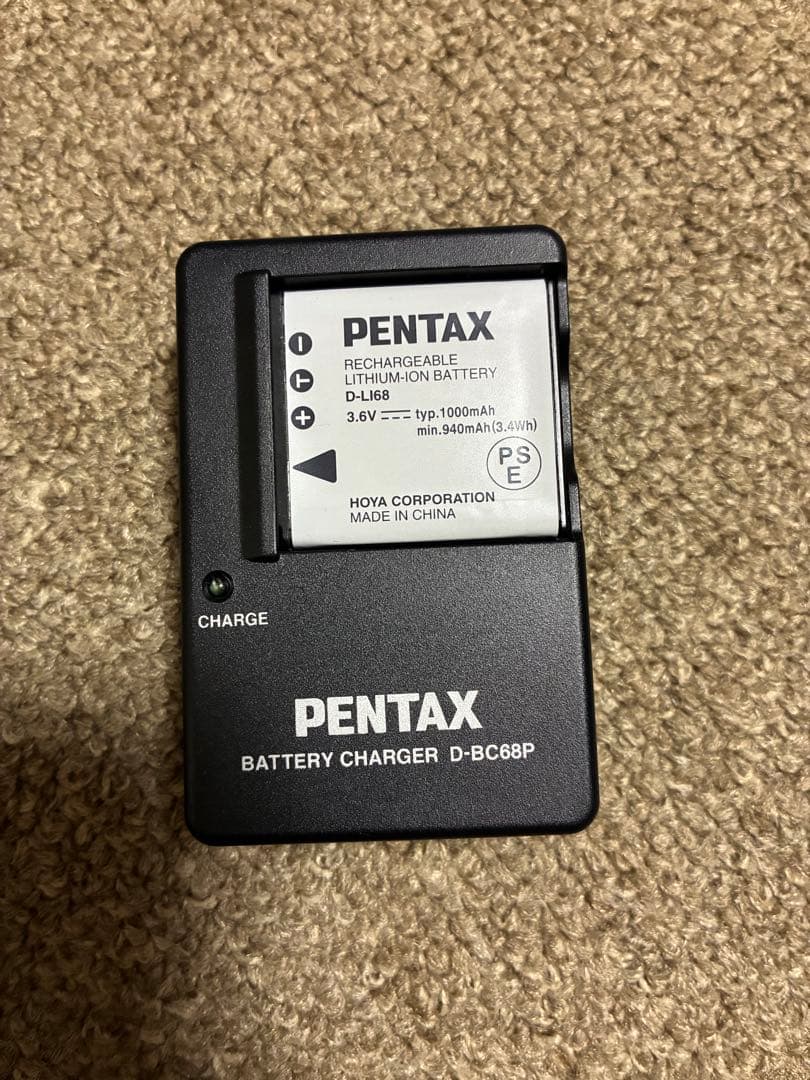 PENTAX
RECHARGEABLE
LITHIUM-ION BATTERY
D-LI68
3.6V ⎓ typ.1000mAh
min.940mAh(3.4Wh)
PS
E
HOYA CORPORATION
MADE IN CHINA
− T +
CHARGE
PENTAX
BATTERY CHARGER D-BC68P